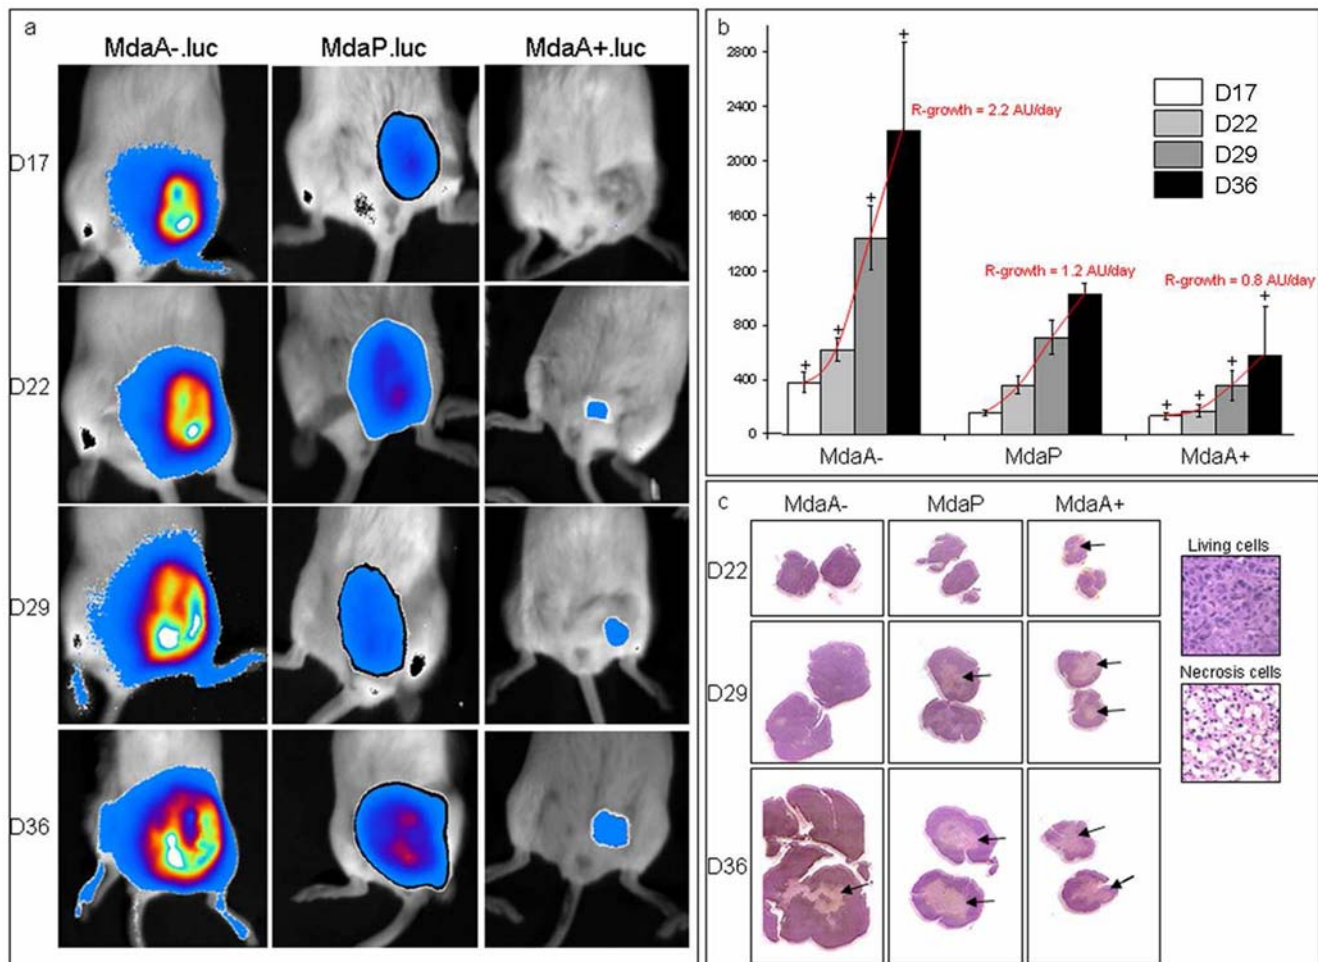 a
MdaA-.luc MdaP.luc MdaA+.luc
D17
D22
D29
D36
b
2800
2400
2000
1600
1200
800
400
0
+ + + +
+ + + +
R-growth = 2.2 AU/day
R-growth = 1.2 AU/day
R-growth = 0.8 AU/day
D17
D22
D29
D36
MdaA- MdaP MdaA+
c
MdaA- MdaP MdaA+
D22
D29
D36
Living cells
Necrosis cells